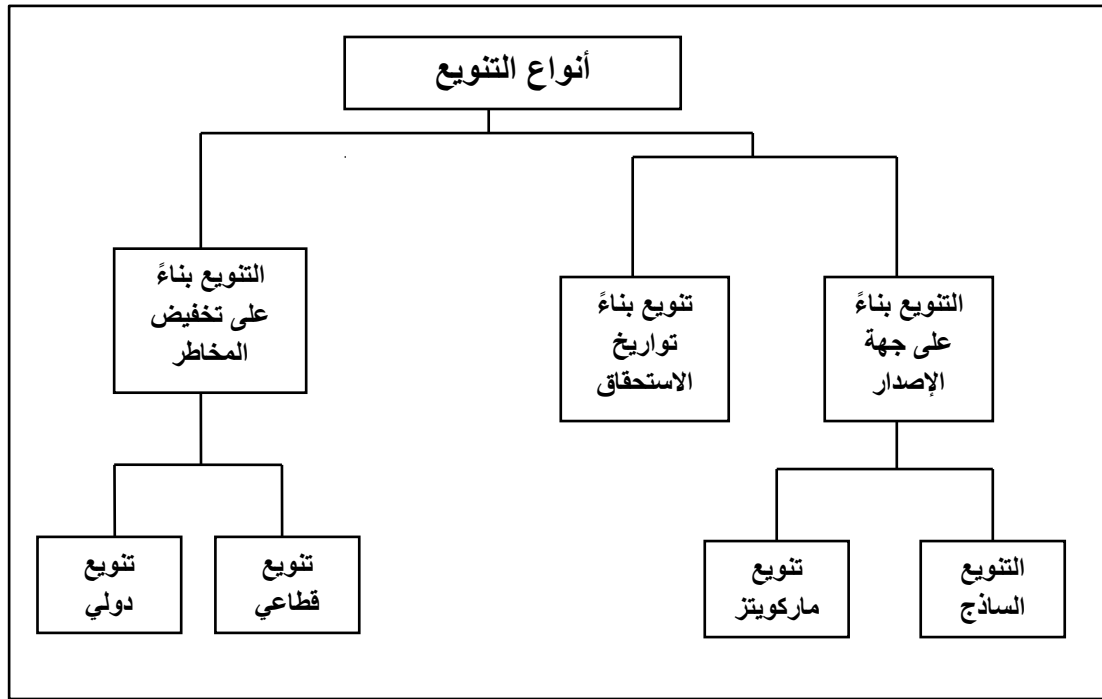 أنواع التنويع
التنويع بناءً
على جهة
الإصدار
تنويع بناءً
تواريخ
الاستحقاق
التنويع بناءً
على تخفيض
المخاطر
التنويع
الساذج
تنويع
ماركويتز
تنويع
قطاعي
تنويع
دولي